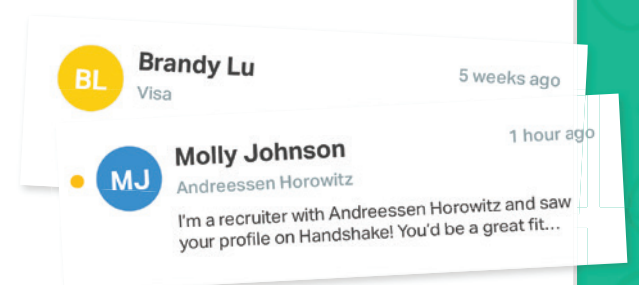 BL
Brandy Lu
5 weeks ago
Visa
1 hour ago
MJ
Molly Johnson
Andreessen Horowitz
I'm a recruiter with Andreessen Horowitz and saw
your profile on Handshake! You'd be a great fit...